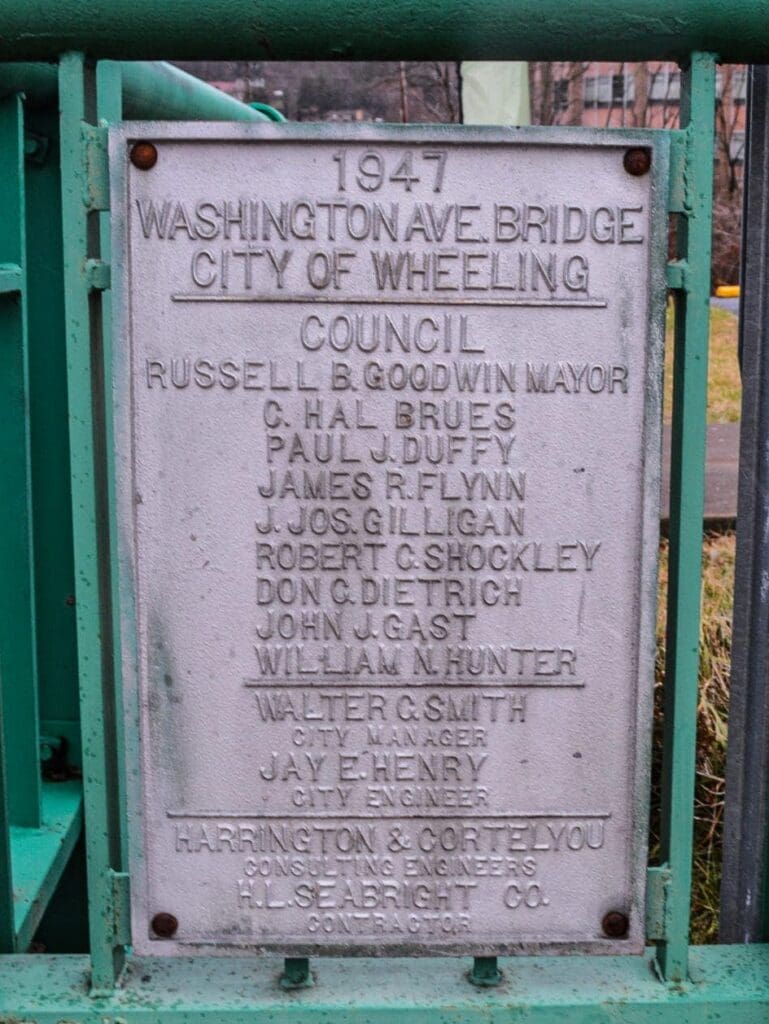 1947
WASHINGTON AVE. BRIDGE
CITY OF WHEELING
COUNCIL
RUSSELL B. GOODWIN MAYOR
C. HAL BRUES
PAUL J. DUFFY
JAMES R. FLYNN
J. JOS. GILLIGAN
ROBERT C. SHOCKLEY
DON C. DIETRICH
JOHN J. GAST
WILLIAM N. HUNTER
WALTER C. SMITH
CITY MANAGER
JAY E. HENRY
CITY ENGINEER
HARRINGTON & CORTELYOU
CONSULTING ENGINEERS
H.L. SEABRIGHT CO.
CONTRACTOR